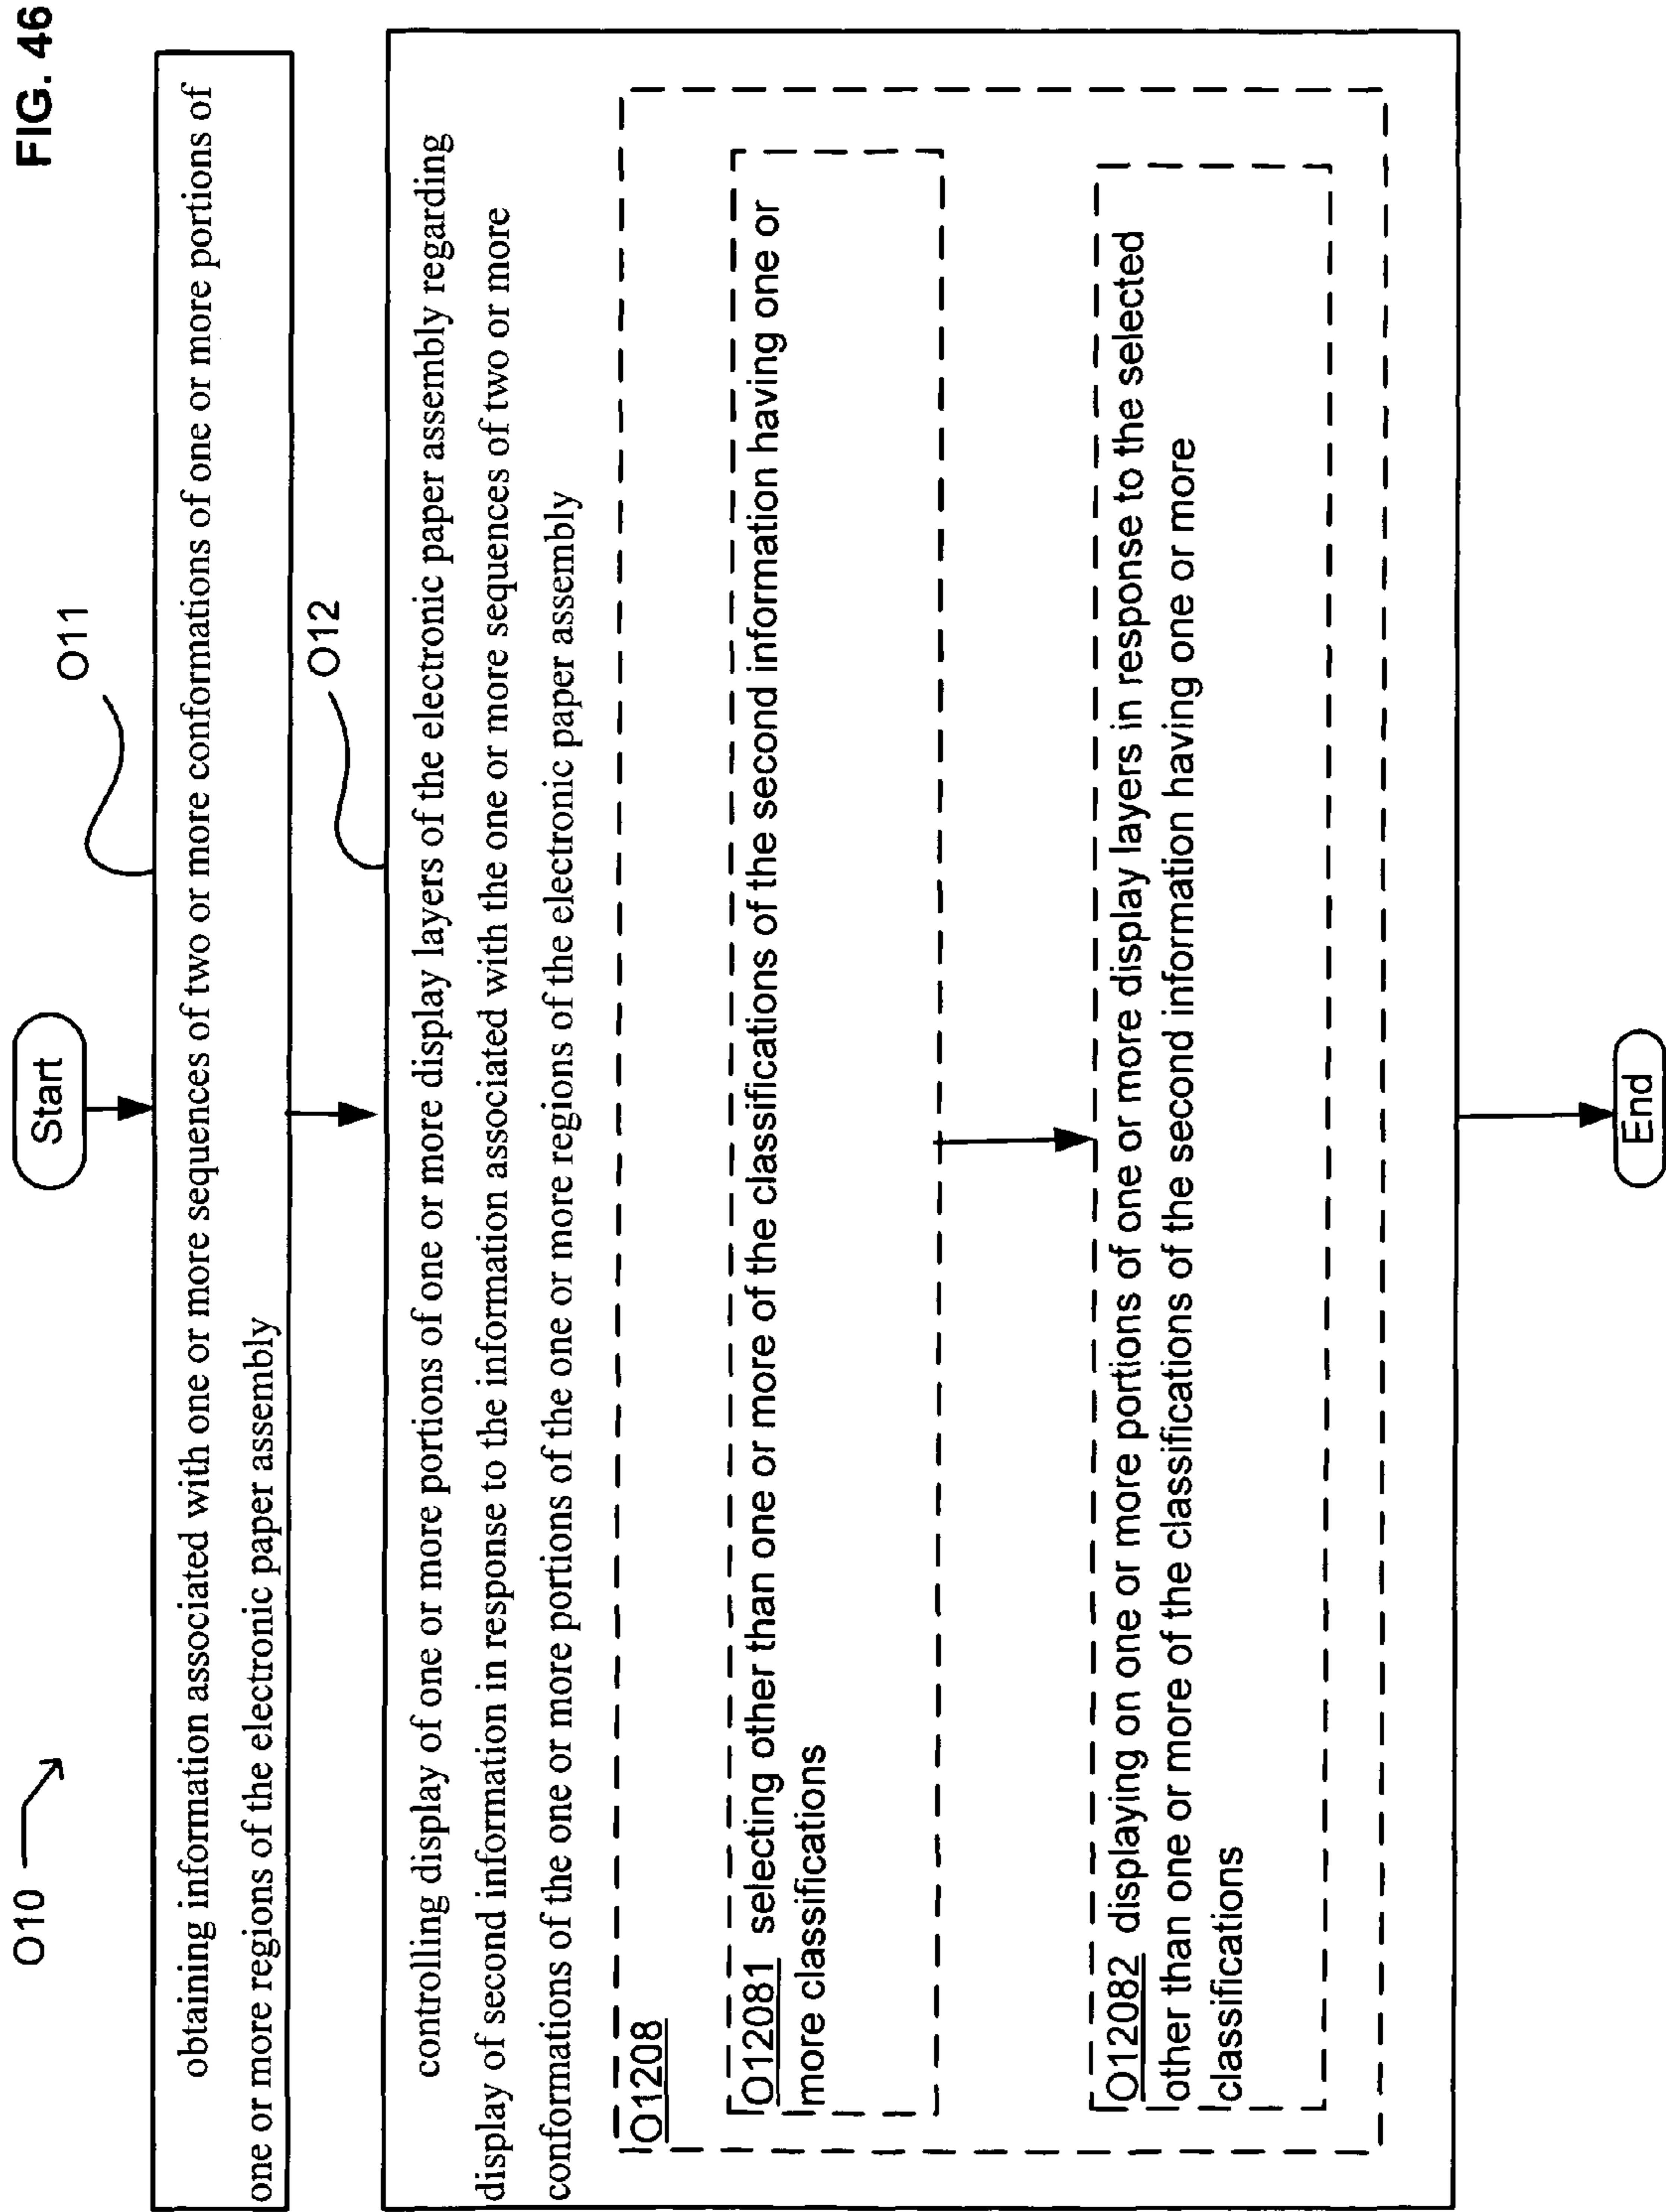 FIG. 46
O10
Start
O11
obtaining information associated with one or more sequences of two or more conformations of one or more portions of
one or more regions of the electronic paper assembly
O12
controlling display of one or more portions of one or more display layers of the electronic paper assembly regarding
display of second information in response to the information associated with the one or more sequences of two or more
conformations of the one or more portions of the one or more regions of the electronic paper assembly
O1208
O12081 selecting other than one or more of the classifications of the second information having one or
more classifications
O12082 displaying on one or more portions of one or more display layers in response to the selected
other than one or more of the classifications of the second information having one or more
classifications
End